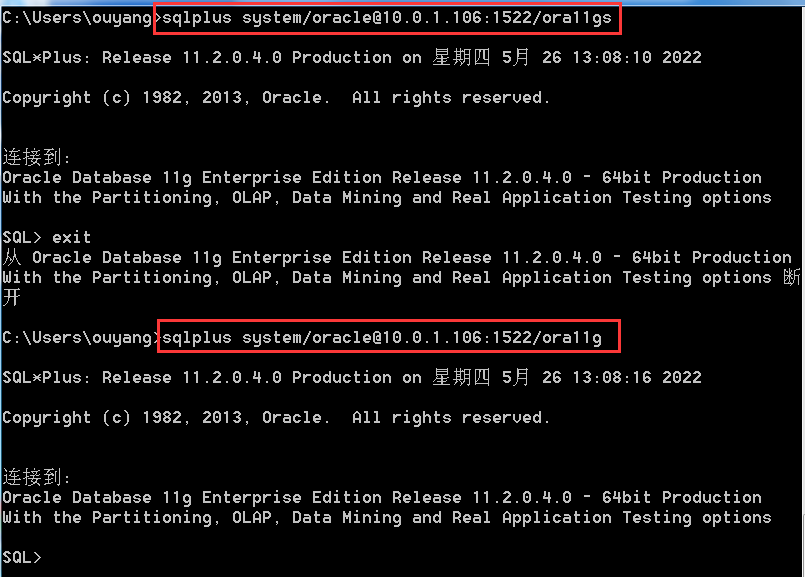 C:\Users\ouyang>sqlplus system/oracle@10.0.1.106:1522/ora11gs
SQL*Plus: Release 11.2.0.4.0 Production on 星期四 5月 26 13:08:10 2022
Copyright (c) 1982, 2013, Oracle.  All rights reserved.
连接到:
Oracle Database 11g Enterprise Edition Release 11.2.0.4.0 - 64bit Production
With the Partitioning, OLAP, Data Mining and Real Application Testing options
SQL> exit
从 Oracle Database 11g Enterprise Edition Release 11.2.0.4.0 - 64bit Production
With the Partitioning, OLAP, Data Mining and Real Application Testing options 断
开
C:\Users\ouyang>sqlplus system/oracle@10.0.1.106:1522/ora11g
SQL*Plus: Release 11.2.0.4.0 Production on 星期四 5月 26 13:08:16 2022
Copyright (c) 1982, 2013, Oracle.  All rights reserved.
连接到:
Oracle Database 11g Enterprise Edition Release 11.2.0.4.0 - 64bit Production
With the Partitioning, OLAP, Data Mining and Real Application Testing options
SQL>